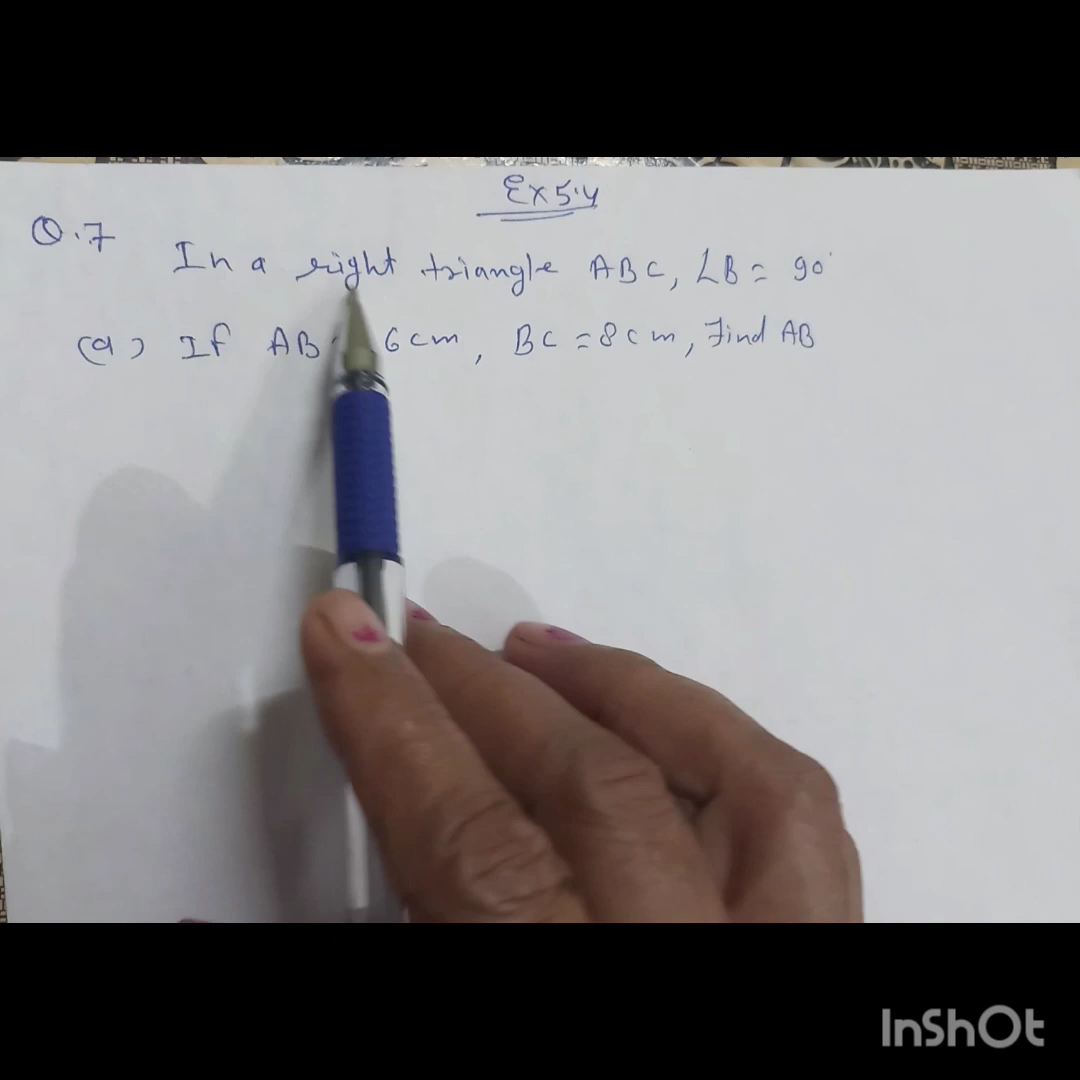 Ex 5.4
Q.7
In a right triangle ABC, ∠B = 90°
(a) If AB 6cm, BC = 8cm, Find AB
InShOt